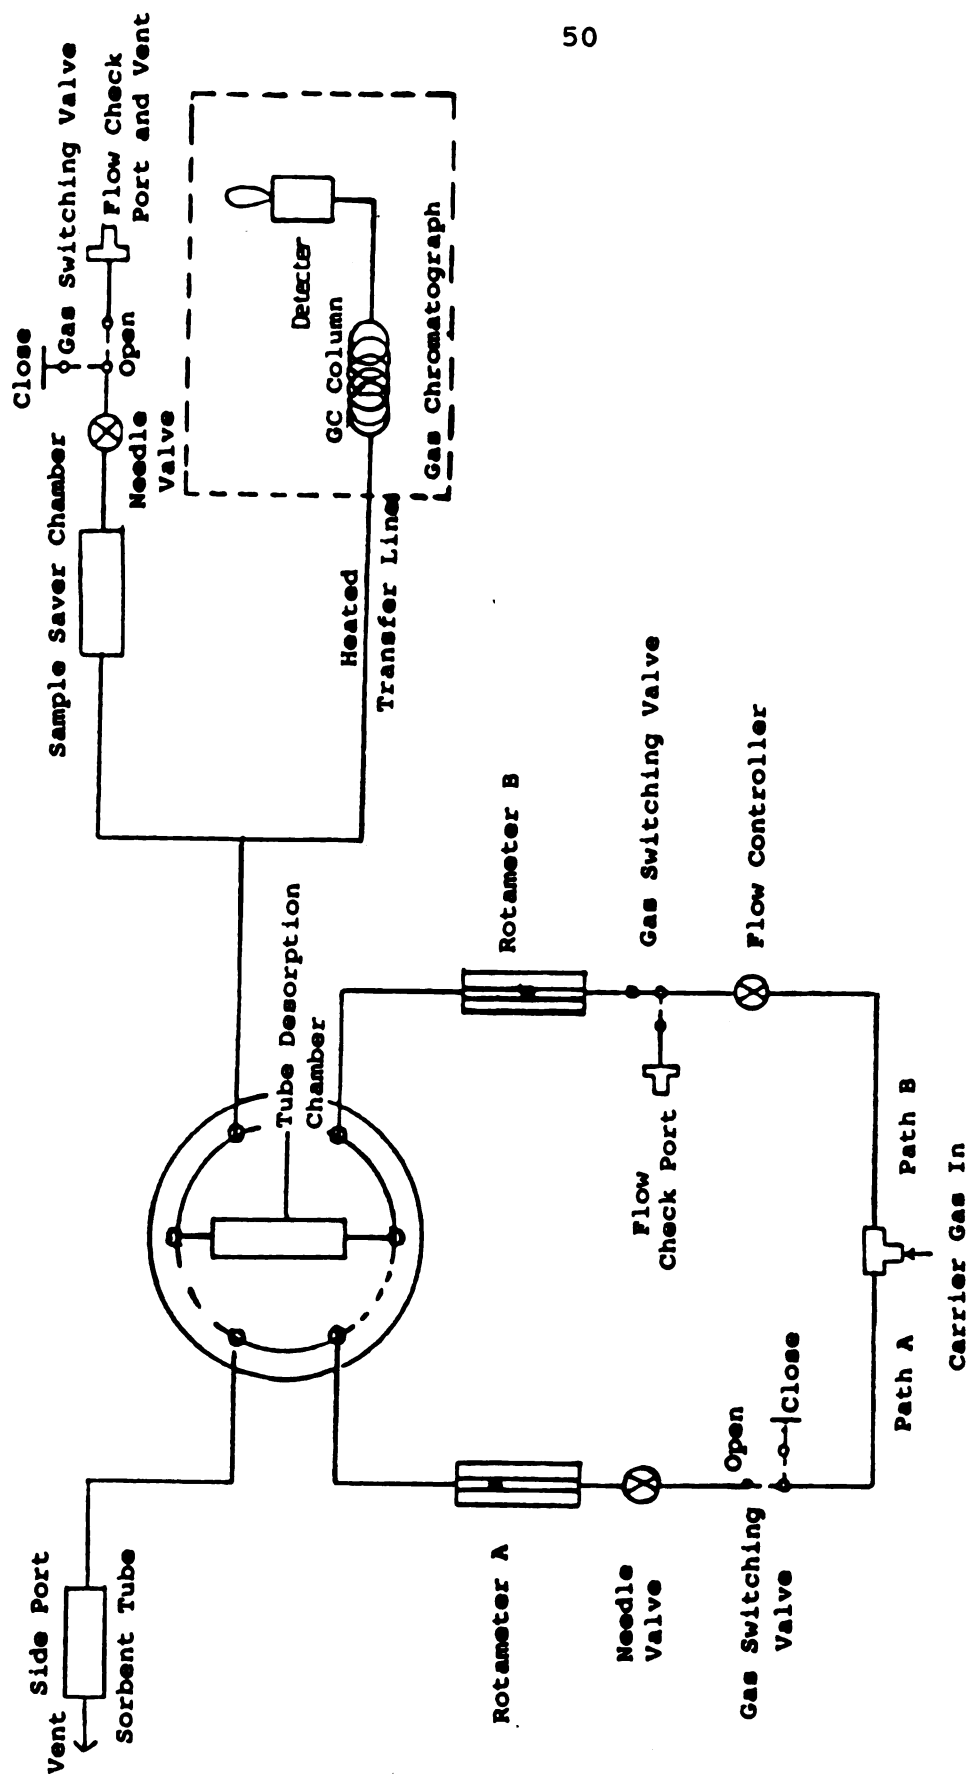 50
Vent
Side Port
Sorbent Tube
Sample Saver Chamber
Close
Gas Switching Valve
Flow Check
Port and Vent
Open
Needle
Valve
Detecter
GC Column
Gas Chromatograph
Heated
Transfer Line
Tube Desorption
Chamber
Rotameter A
Needle
Valve
Gas Switching
Valve
Open
Close
Rotameter B
Gas Switching Valve
Flow
Check Port
Flow Controller
Path A
Path B
Carrier Gas In